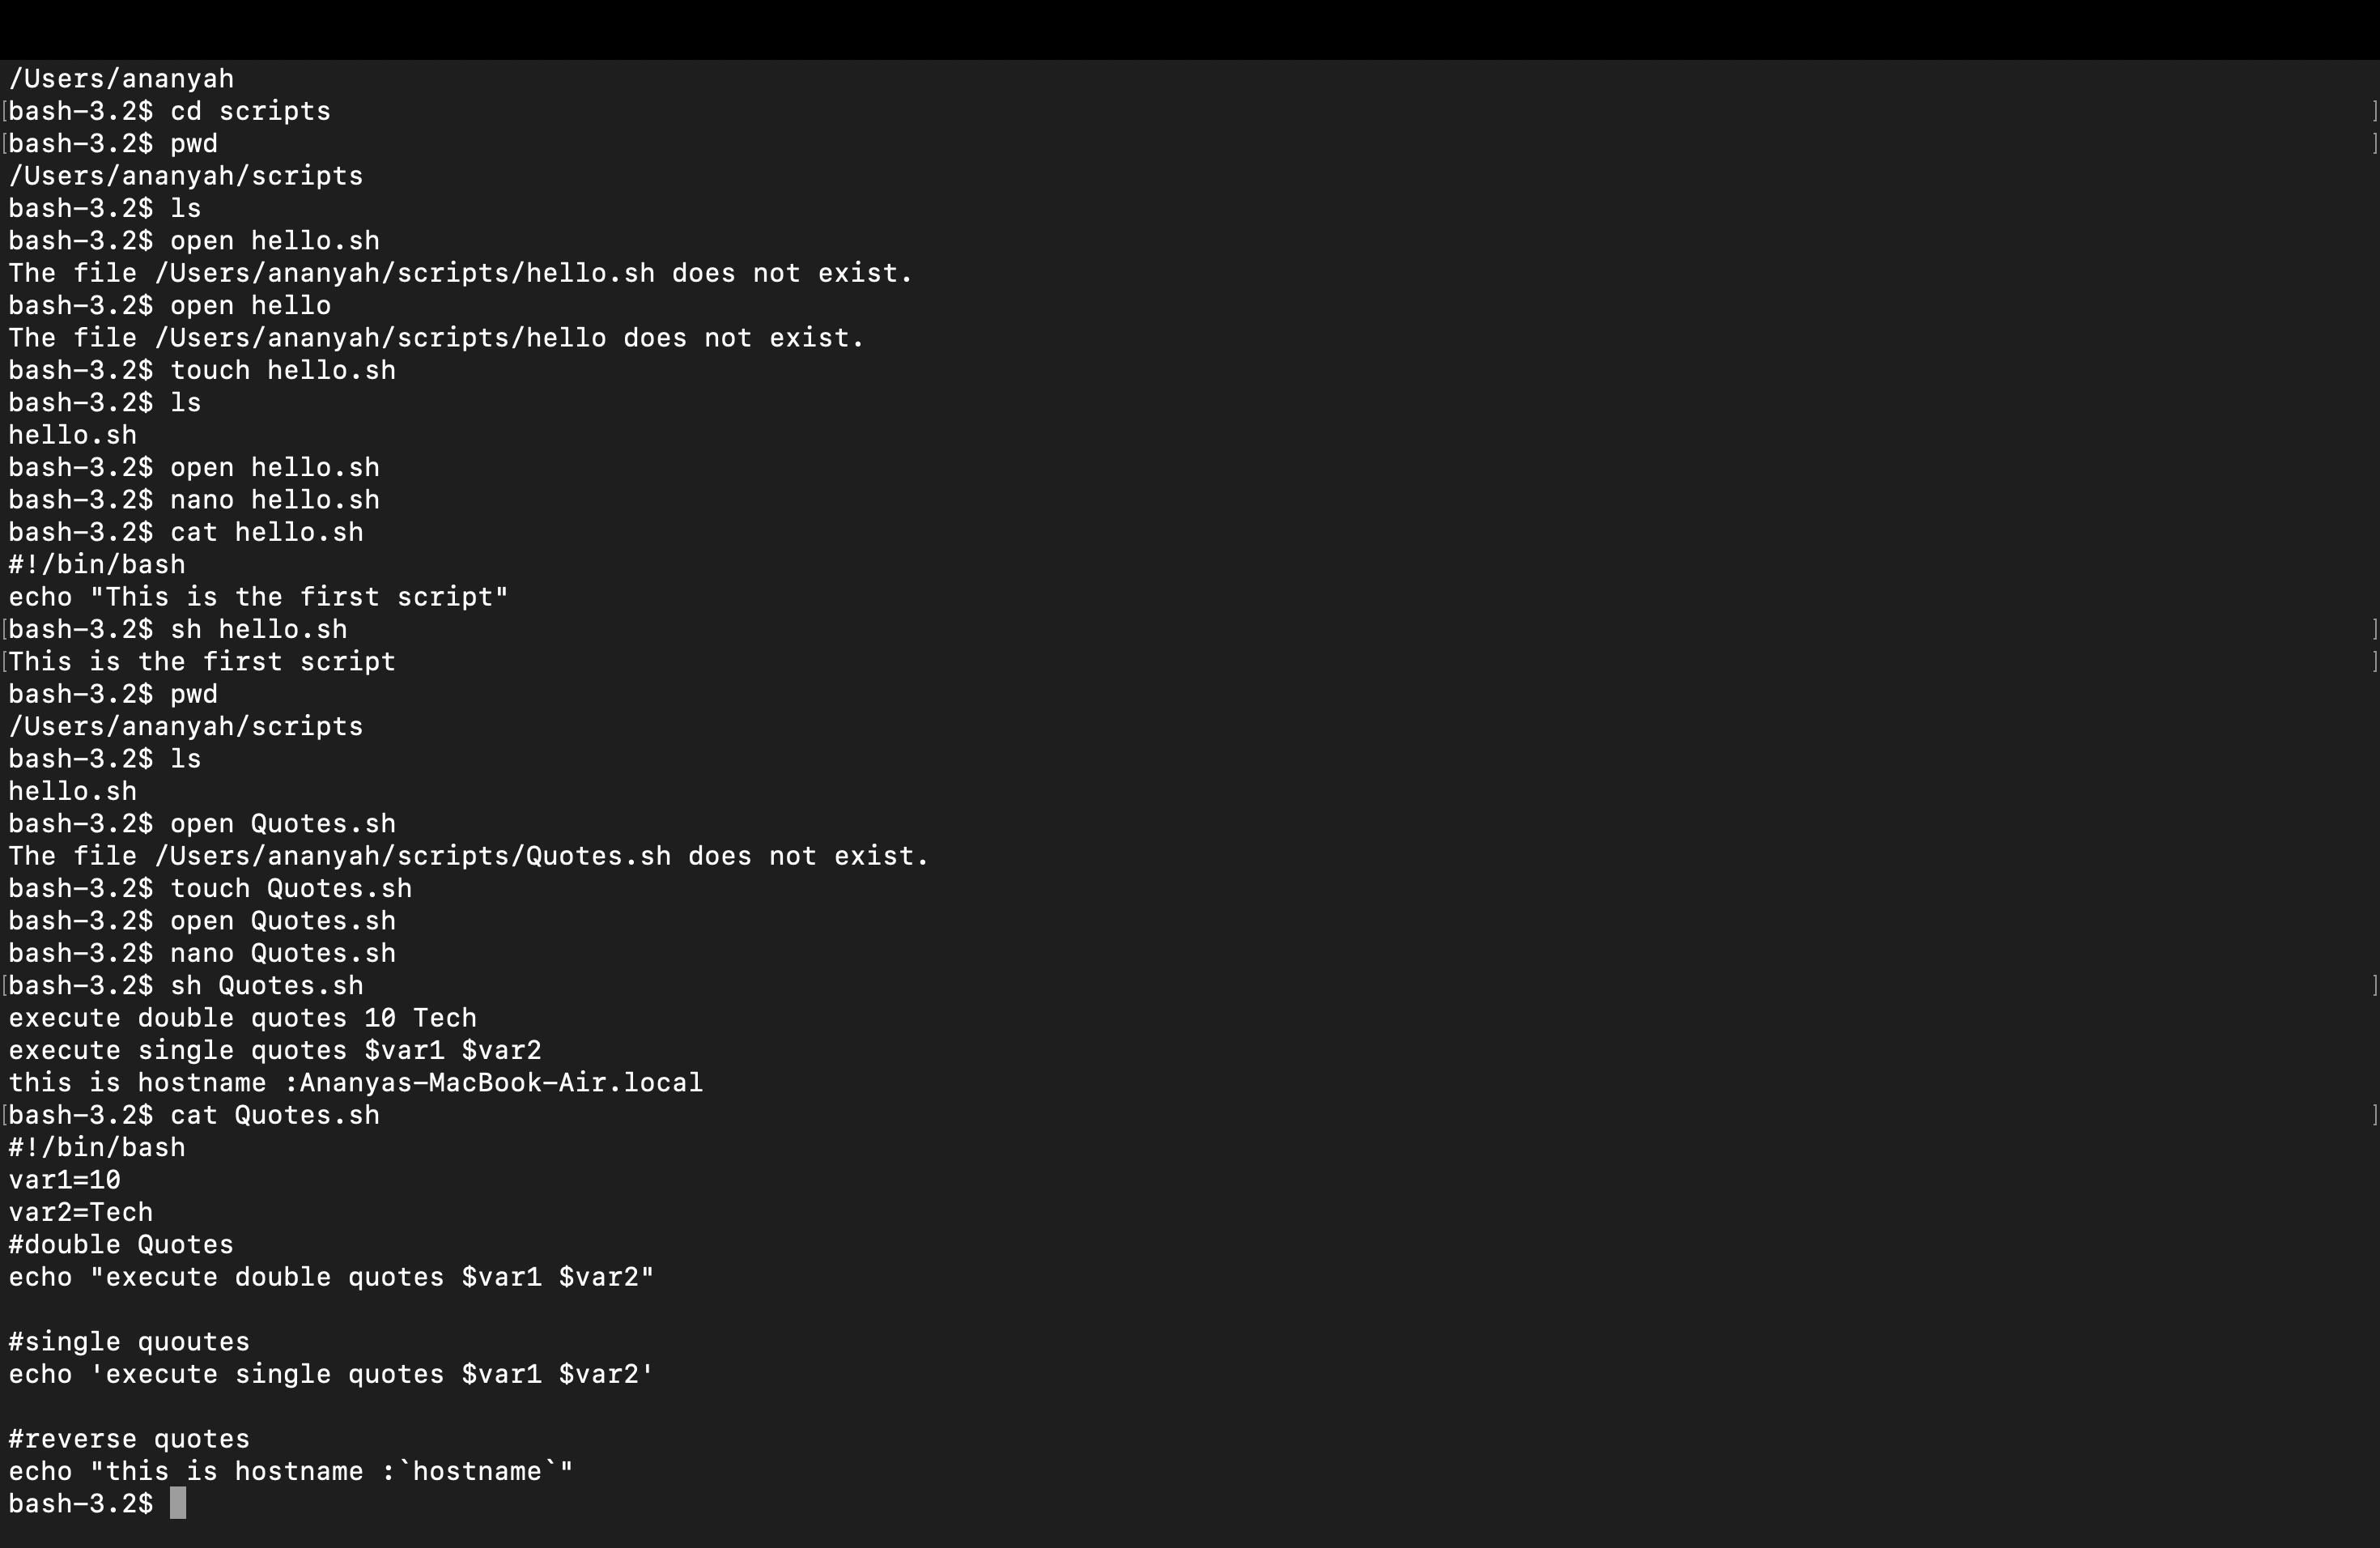 /Users/ananyah
[bash-3.2$ cd scripts ]
[bash-3.2$ pwd ]
/Users/ananyah/scripts
bash-3.2$ ls
bash-3.2$ open hello.sh
The file /Users/ananyah/scripts/hello.sh does not exist.
bash-3.2$ open hello
The file /Users/ananyah/scripts/hello does not exist.
bash-3.2$ touch hello.sh
bash-3.2$ ls
hello.sh
bash-3.2$ open hello.sh
bash-3.2$ nano hello.sh
bash-3.2$ cat hello.sh
#!/bin/bash
echo "This is the first script"
[bash-3.2$ sh hello.sh ]
[This is the first script ]
bash-3.2$ pwd
/Users/ananyah/scripts
bash-3.2$ ls
hello.sh
bash-3.2$ open Quotes.sh
The file /Users/ananyah/scripts/Quotes.sh does not exist.
bash-3.2$ touch Quotes.sh
bash-3.2$ open Quotes.sh
bash-3.2$ nano Quotes.sh
[bash-3.2$ sh Quotes.sh ]
execute double quotes 10 Tech
execute single quotes $var1 $var2
this is hostname :Ananyas-MacBook-Air.local
[bash-3.2$ cat Quotes.sh ]
#!/bin/bash
var1=10
var2=Tech
#double Quotes
echo "execute double quotes $var1 $var2"

#single quoutes
echo 'execute single quotes $var1 $var2'

#reverse quotes
echo "this is hostname :`hostname`"
bash-3.2$